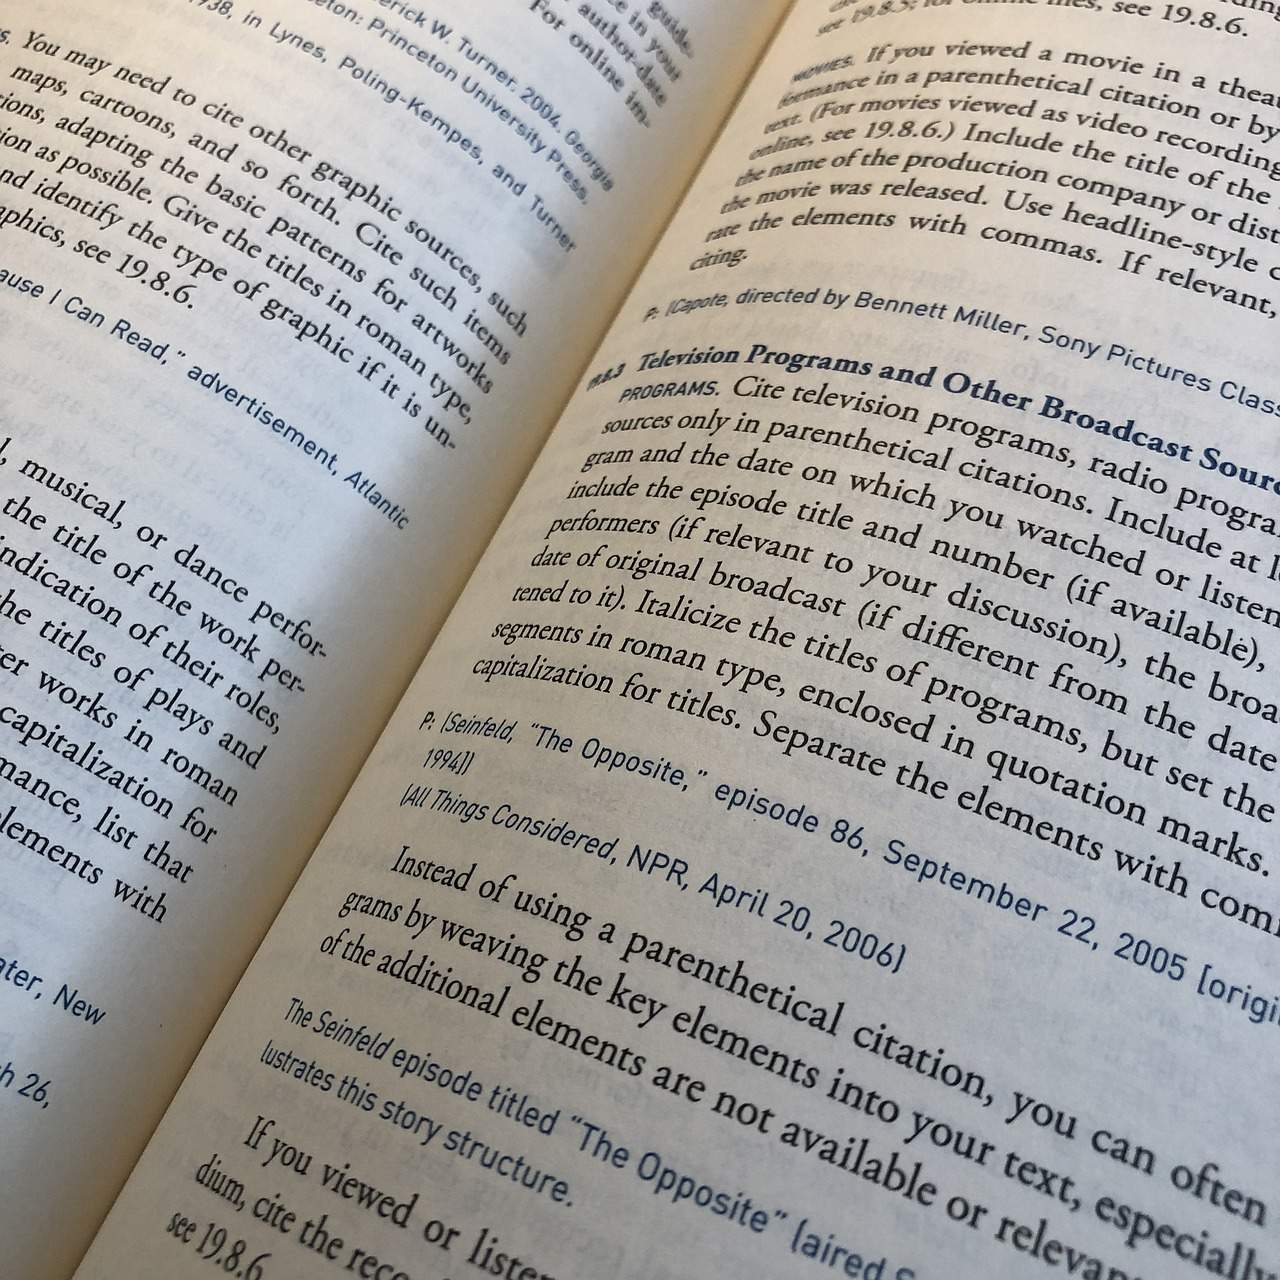 guide.
ce in your
author-date
For online im-
erick W. Turner. 2004. Georgia
ceton: Princeton University Press.
1938, in Lynes, Poling-Kempes, and Turner
s. You may need to cite other graphic sources, such
maps, cartoons, and so forth. Cite such items
ions, adapting the basic patterns for artworks
ion as possible. Give the titles in roman type,
nd identify the type of graphic if it is un-
aphics, see 19.8.6.
ause I Can Read," advertisement, Atlantic
l, musical, or dance perfor-
the title of the work per-
ndication of their roles,
he titles of plays and
ter works in roman
capitalization for
mance, list that
elements with
ater, New
h 26,
see 19.8.5; for online files, see 19.8.6.
MOVIES. If you viewed a movie in a theat
formance in a parenthetical citation or by
text. (For movies viewed as video recording
online, see 19.8.6.) Include the title of the
the name of the production company or dist
the movie was released. Use headline-style c
rate the elements with commas. If relevant,
citing.
P: (Capote, directed by Bennett Miller, Sony Pictures Class
19.8.3 Television Programs and Other Broadcast Sourc
PROGRAMS. Cite television programs, radio progra
sources only in parenthetical citations. Include at l
gram and the date on which you watched or listen
include the episode title and number (if available),
performers (if relevant to your discussion), the broa
date of original broadcast (if different from the date
tened to it). Italicize the titles of programs, but set the
segments in roman type, enclosed in quotation marks.
capitalization for titles. Separate the elements with com
P: (Seinfeld, "The Opposite," episode 86, September 22, 2005 [origi
1994])
(All Things Considered, NPR, April 20, 2006)
Instead of using a parenthetical citation, you can often
grams by weaving the key elements into your text, especially
of the additional elements are not available or relevan
The Seinfeld episode titled "The Opposite" (aired S
lustrates this story structure.
If you viewed or listen
dium, cite the reco
see 19.8.6.